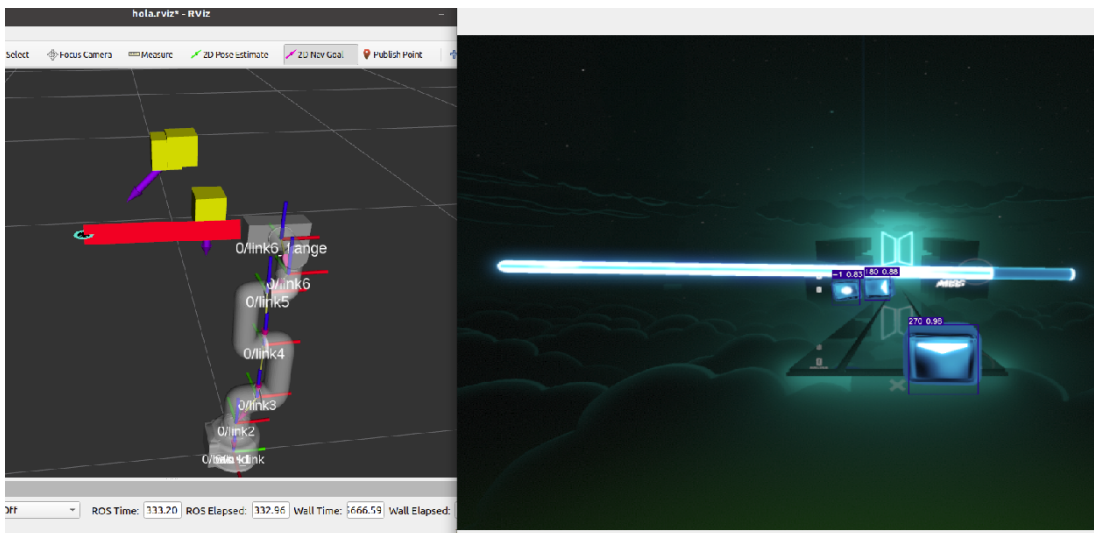 hola.rviz* - RViz
Select Focus Camera Measure 2D Pose Estimate 2D Nav Goal Publish Point
0/link6_flange
0/link6
0/link5
0/link4
0/link3
0/link2
ROS Time: 333.20 ROS Elapsed: 332.96 Wall Time: 5666.59 Wall Elapsed:
-1 0.83 180 0.88
270 0.98